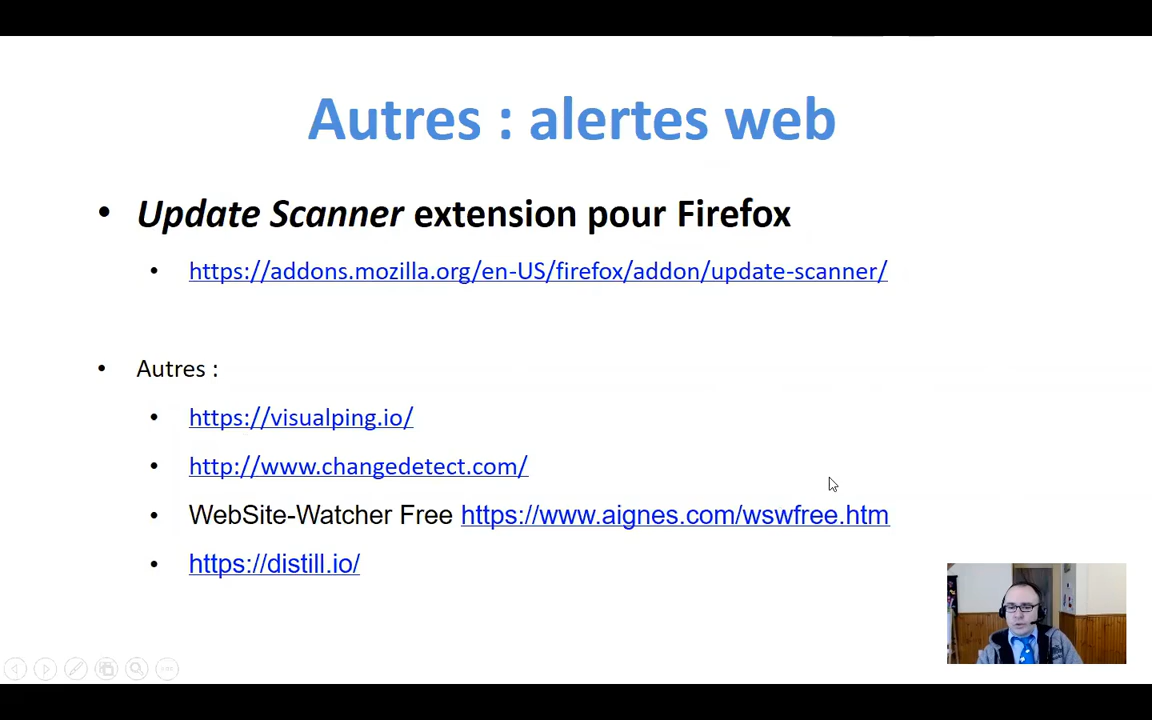 Autres : alertes web
• Update Scanner extension pour Firefox
• https://addons.mozilla.org/en-US/firefox/addon/update-scanner/
• Autres :
• https://visualping.io/
• http://www.changedetect.com/
• WebSite-Watcher Free https://www.aignes.com/wswfree.htm
• https://distill.io/